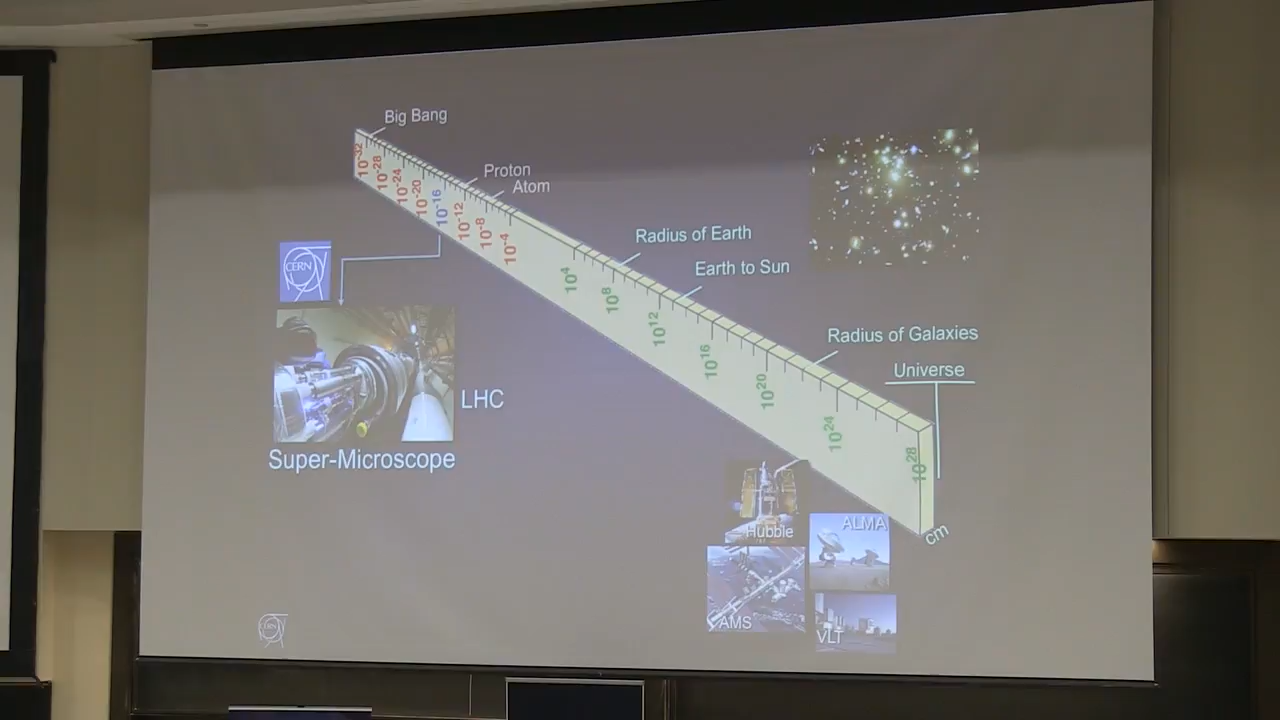 Big Bang
Proton
Atom
10-32
10-28
10-24
10-20
10-16
10-12
10-8
10-4
Radius of Earth
Earth to Sun
104
108
1012
1016
1020
1024
1028
Radius of Galaxies
Universe
CERN
LHC
Super-Microscope
cm
Hubble
ALMA
AMS
VLT
CERN